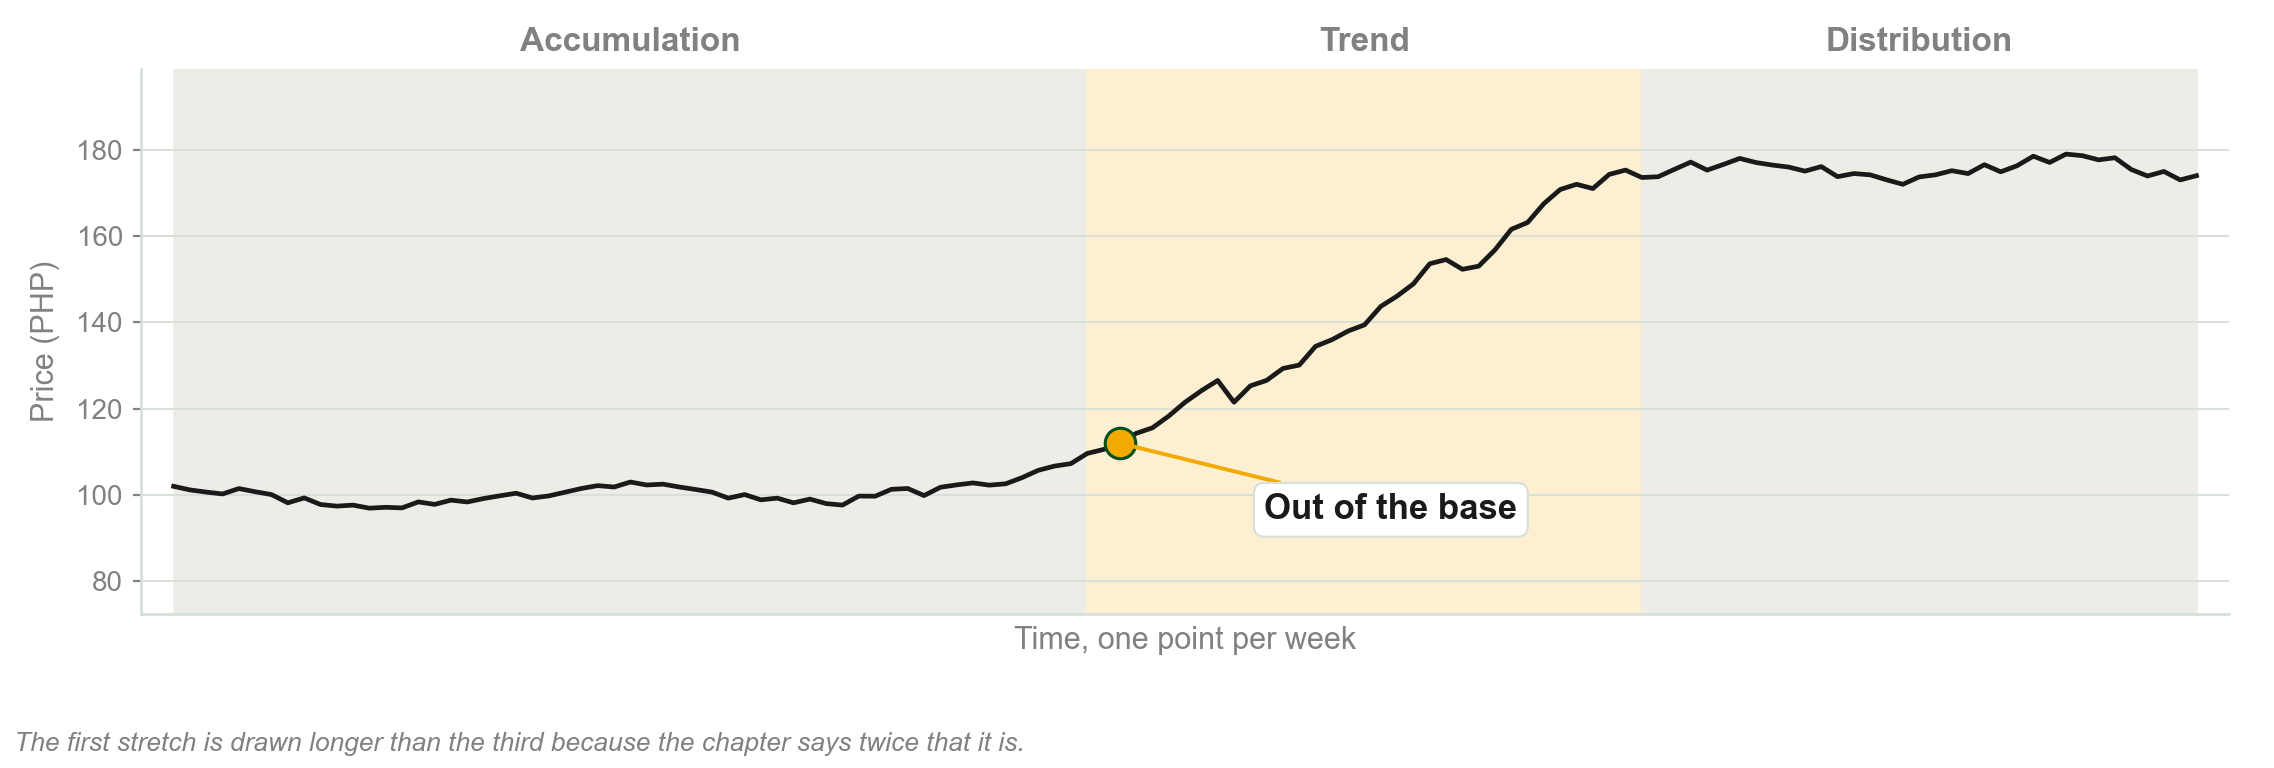 Accumulation
Trend
Distribution
180
160
140
120
100
80
Price (PHP)
Out of the base
Time, one point per week
The first stretch is drawn longer than the third because the chapter says twice that it is.